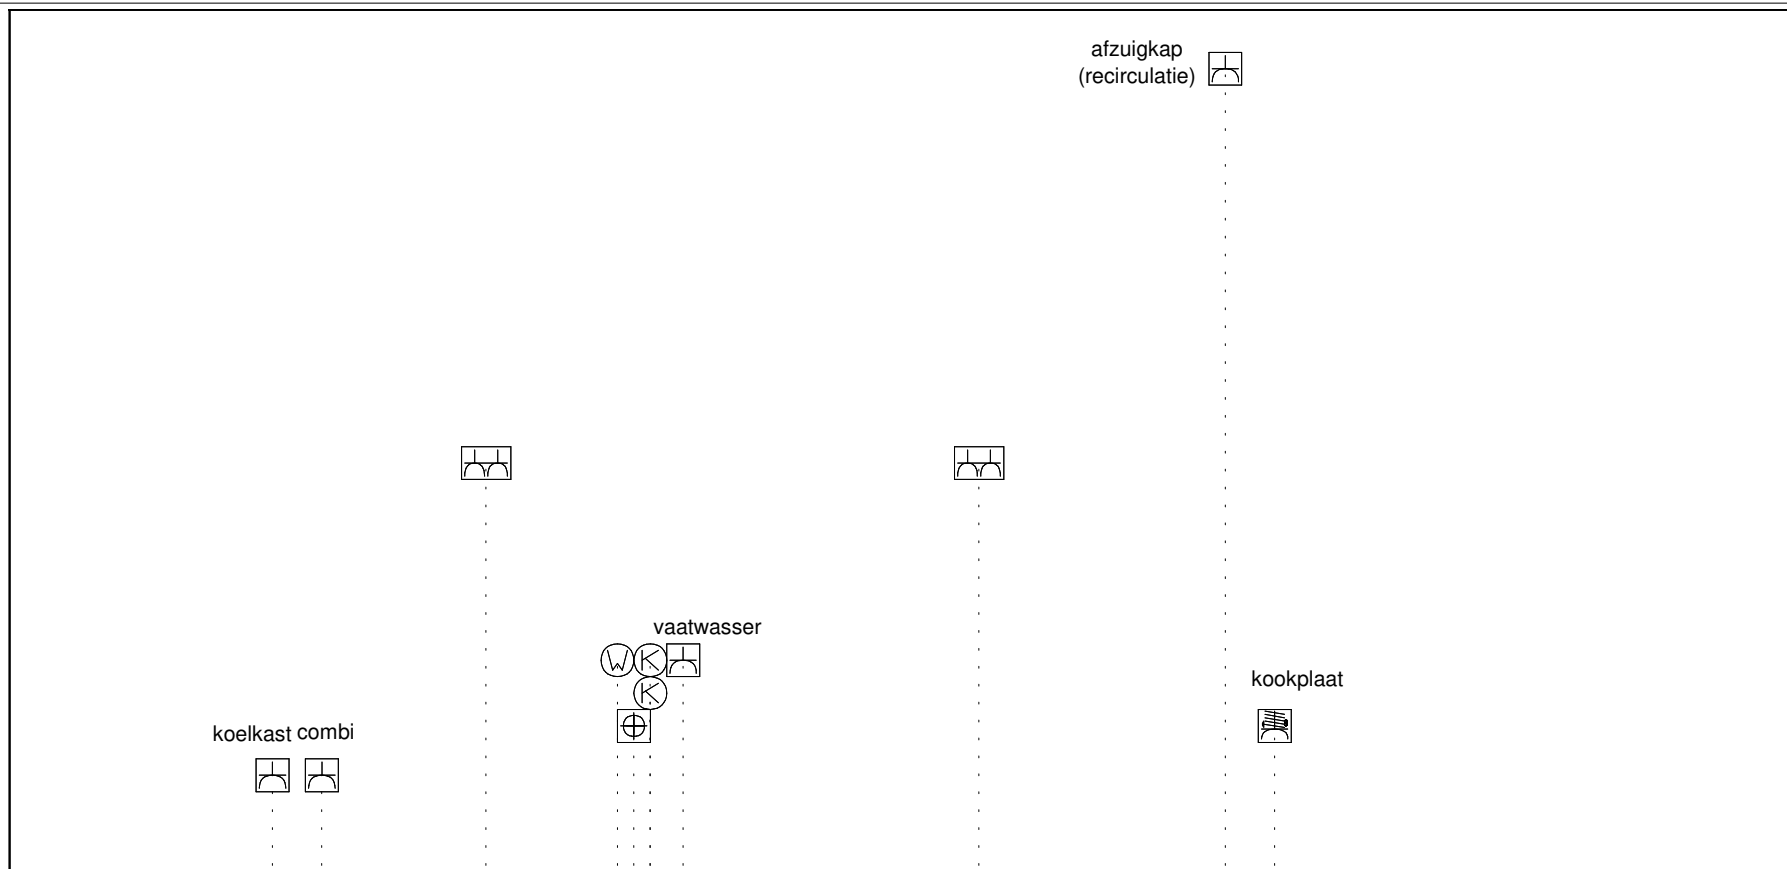 afzuigkap
(recirculatie)
vaatwasser
W K
K
kookplaat
koelkast combi